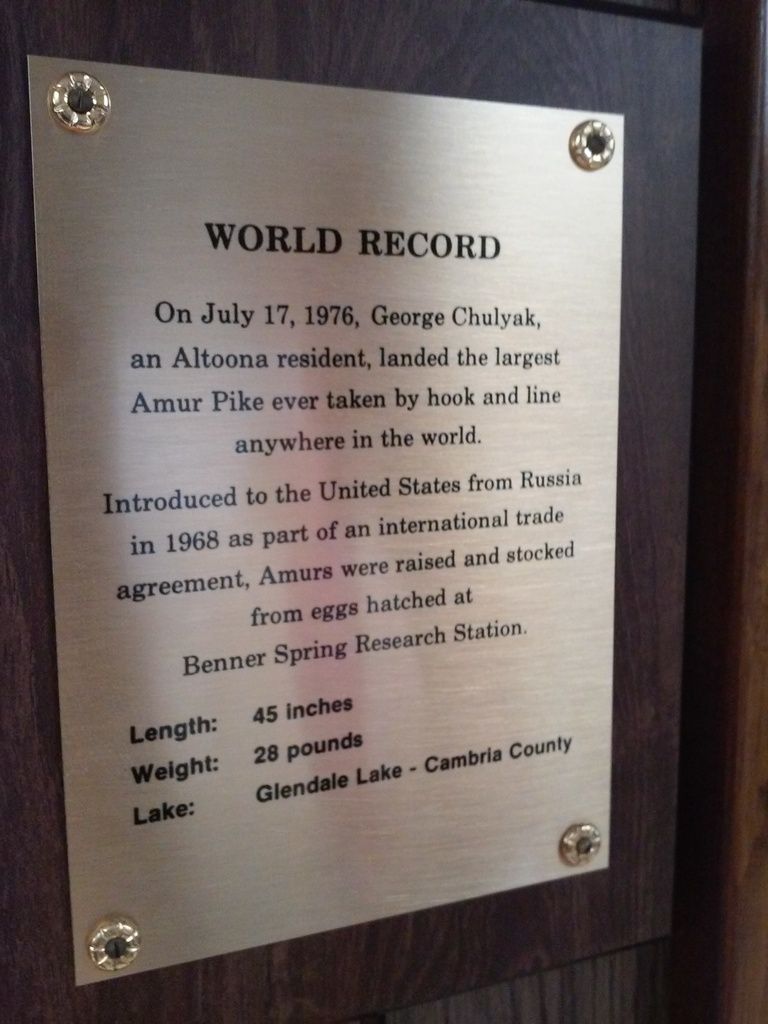 WORLD RECORD
On July 17, 1976, George Chulyak,
an Altoona resident, landed the largest
Amur Pike ever taken by hook and line
anywhere in the world.
Introduced to the United States from Russia
in 1968 as part of an international trade
agreement, Amurs were raised and stocked
from eggs hatched at
Benner Spring Research Station.
Length: 45 inches
Weight: 28 pounds
Lake: Glendale Lake - Cambria County